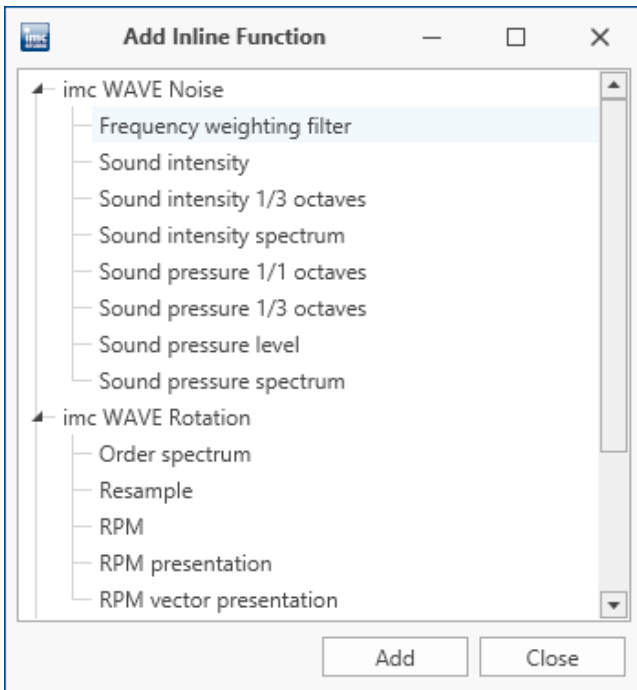 imc
Add Inline Function
imc WAVE Noise
Frequency weighting filter
Sound intensity
Sound intensity 1/3 octaves
Sound intensity spectrum
Sound pressure 1/1 octaves
Sound pressure 1/3 octaves
Sound pressure level
Sound pressure spectrum
imc WAVE Rotation
Order spectrum
Resample
RPM
RPM presentation
RPM vector presentation
Add Close